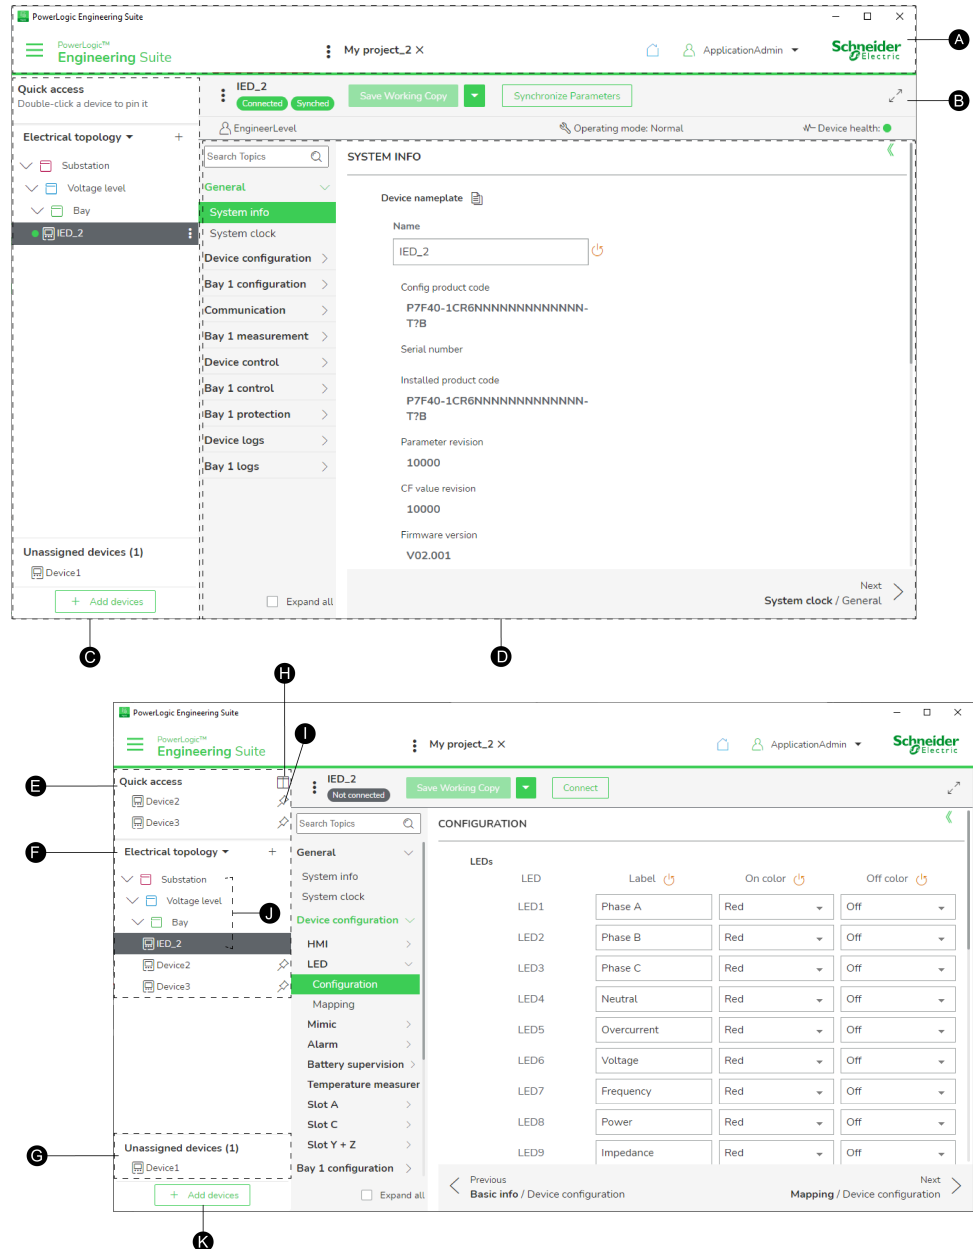 PowerLogic Engineering Suite
PowerLogic™
Engineering Suite
My project_2 ×
ApplicationAdmin
Schneider
Electric
A
Quick access
Double-click a device to pin it
IED_2
Connected Synched
Save Working Copy
Synchronize Parameters
B
Electrical topology
+
EngineerLevel
Operating mode: Normal
Device health:
Substation
Voltage level
Bay
IED_2
Search Topics
General
System info
System clock
Device configuration
Bay 1 configuration
Communication
Bay 1 measurement
Device control
Bay 1 control
Bay 1 protection
Device logs
Bay 1 logs
SYSTEM INFO
Device nameplate
Name
IED_2
Config product code
P7F40-1CR6NNNNNNNNNNNNN-
T?B
Serial number
Installed product code
P7F40-1CR6NNNNNNNNNNNNN-
T?B
Parameter revision
10000
CF value revision
10000
Firmware version
V02.001
Unassigned devices (1)
Device1
+ Add devices
Expand all
Next
System clock / General
C
D
H
PowerLogic Engineering Suite
I
PowerLogic™
Engineering Suite
My project_2 ×
ApplicationAdmin
Schneider
Electric
E
Quick access
Device2
Device3
IED_2
Not connected
Save Working Copy
Connect
F
Electrical topology
+
Substation
Voltage level
Bay
J
IED_2
Device2
Device3
Search Topics
General
System info
System clock
Device configuration
HMI
LED
Configuration
Mapping
Mimic
Alarm
Battery supervision
Temperature measurer
Slot A
Slot C
Slot Y + Z
Bay 1 configuration
Expand all
CONFIGURATION
LEDs
LED Label On color Off color
LED1 Phase A Red Off
LED2 Phase B Red Off
LED3 Phase C Red Off
LED4 Neutral Red Off
LED5 Overcurrent Red Off
LED6 Voltage Red Off
LED7 Frequency Red Off
LED8 Power Red Off
LED9 Impedance Red Off
G
Unassigned devices (1)
Device1
+ Add devices
Previous
Basic info / Device configuration
Next
Mapping / Device configuration
K